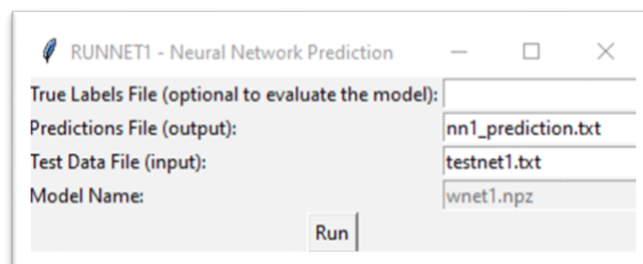 RUNNET1 - Neural Network Prediction
True Labels File (optional to evaluate the model):
Predictions File (output): nn1_prediction.txt
Test Data File (input): testnet1.txt
Model Name: wnet1.npz
Run